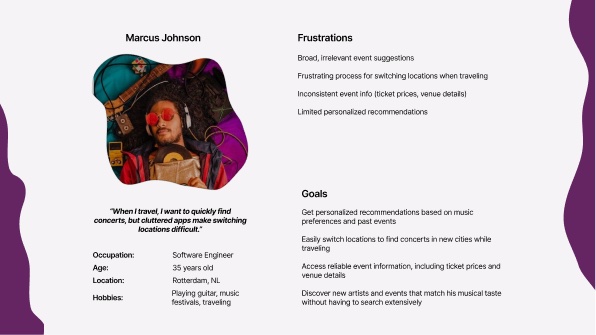 Marcus Johnson
"When I travel, I want to quickly find
concerts, but cluttered apps make switching
locations difficult."
Occupation: Software Engineer
Age: 35 years old
Location: Rotterdam, NL
Hobbies: Playing guitar, music
festivals, traveling
Frustrations
Broad, irrelevant event suggestions
Frustrating process for switching locations when traveling
Inconsistent event info (ticket prices, venue details)
Limited personalized recommendations
Goals
Get personalized recommendations based on music
preferences and past events
Easily switch locations to find concerts in new cities while
traveling
Access reliable event information, including ticket prices and
venue details
Discover new artists and events that match his musical taste
without having to search extensively